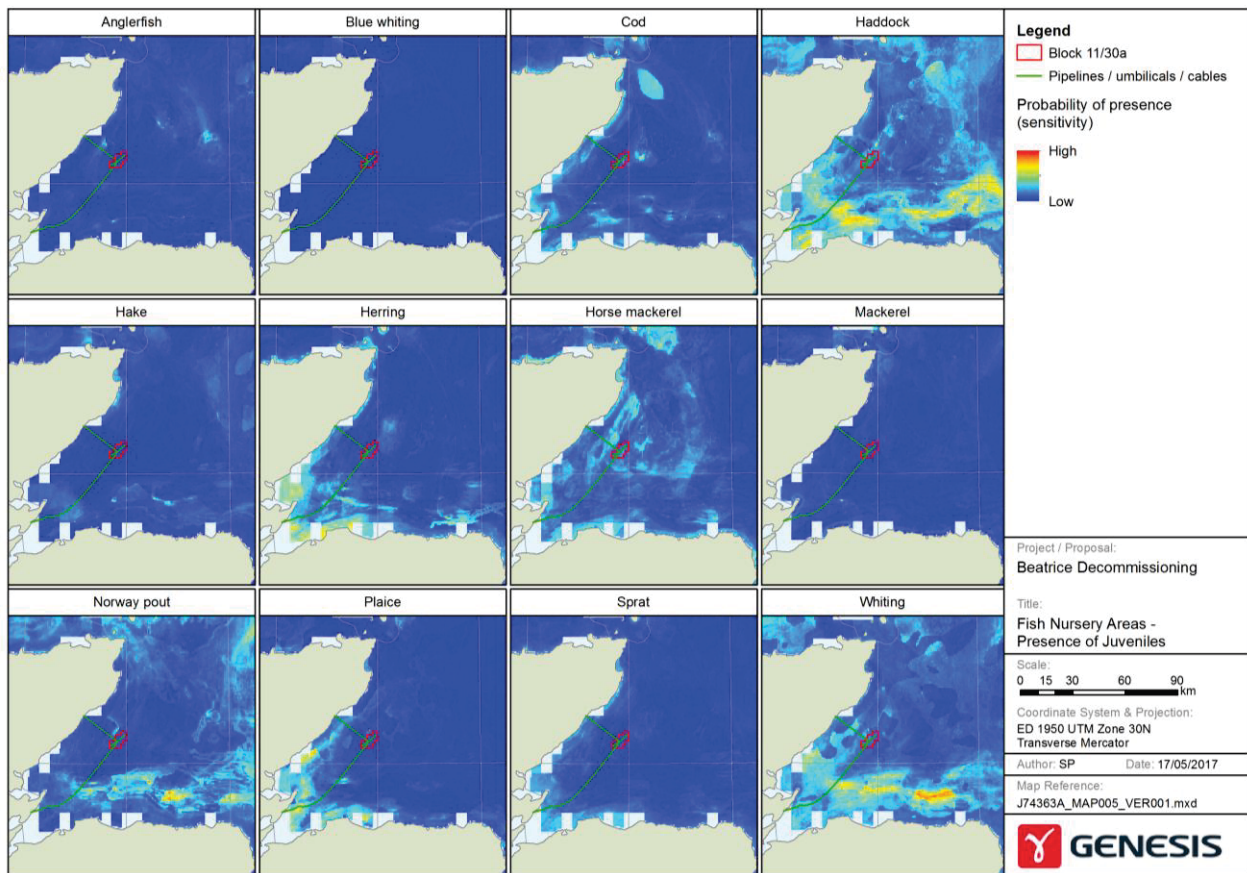 Anglerfish
Blue whiting
Cod
Haddock
Hake
Herring
Horse mackerel
Mackerel
Norway pout
Plaice
Sprat
Whiting
Legend
Block 11/30a
Pipelines / umbilicals / cables
Probability of presence
(sensitivity)
High
Low
Project / Proposal:
Beatrice Decommissioning
Title:
Fish Nursery Areas -
Presence of Juveniles
Scale:
0 15 30 60 90
km
Coordinate System & Projection:
ED 1950 UTM Zone 30N
Transverse Mercator
Author: SP Date: 17/05/2017
Map Reference:
J74363A_MAP005_VER001.mxd
GENESIS